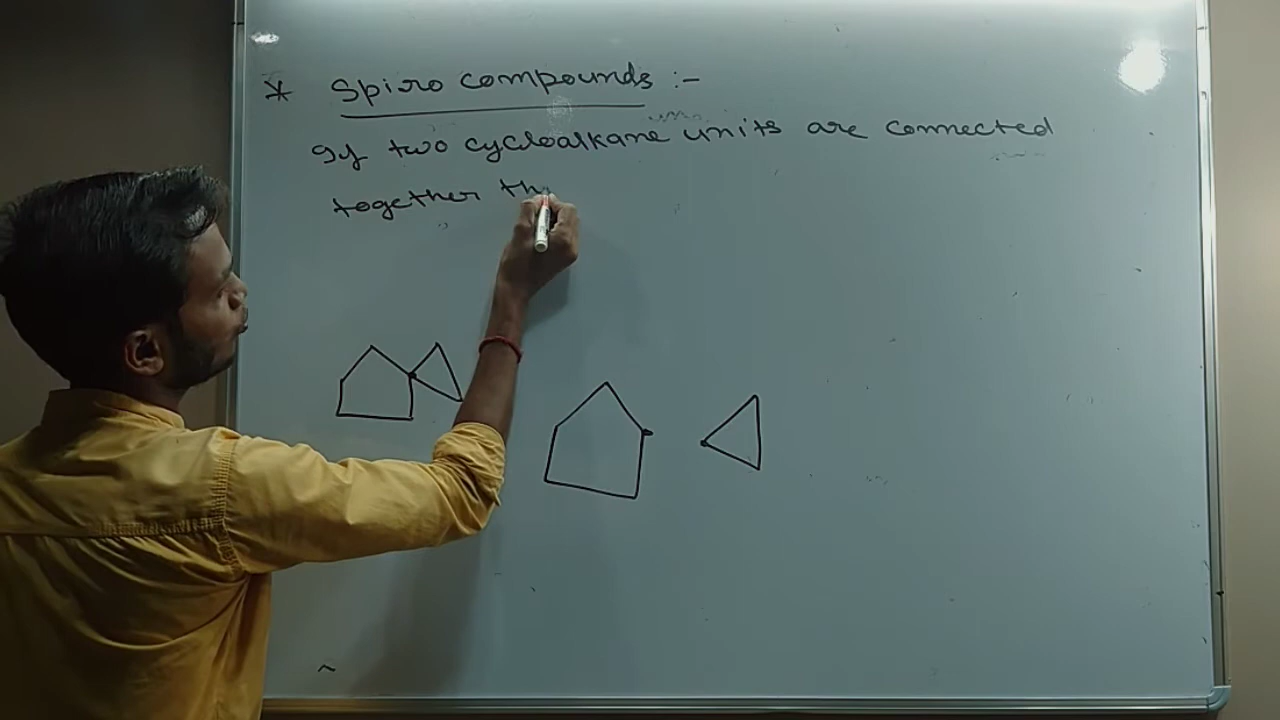 * Spiro compounds :-
If two cycloalkane units are connected
together th